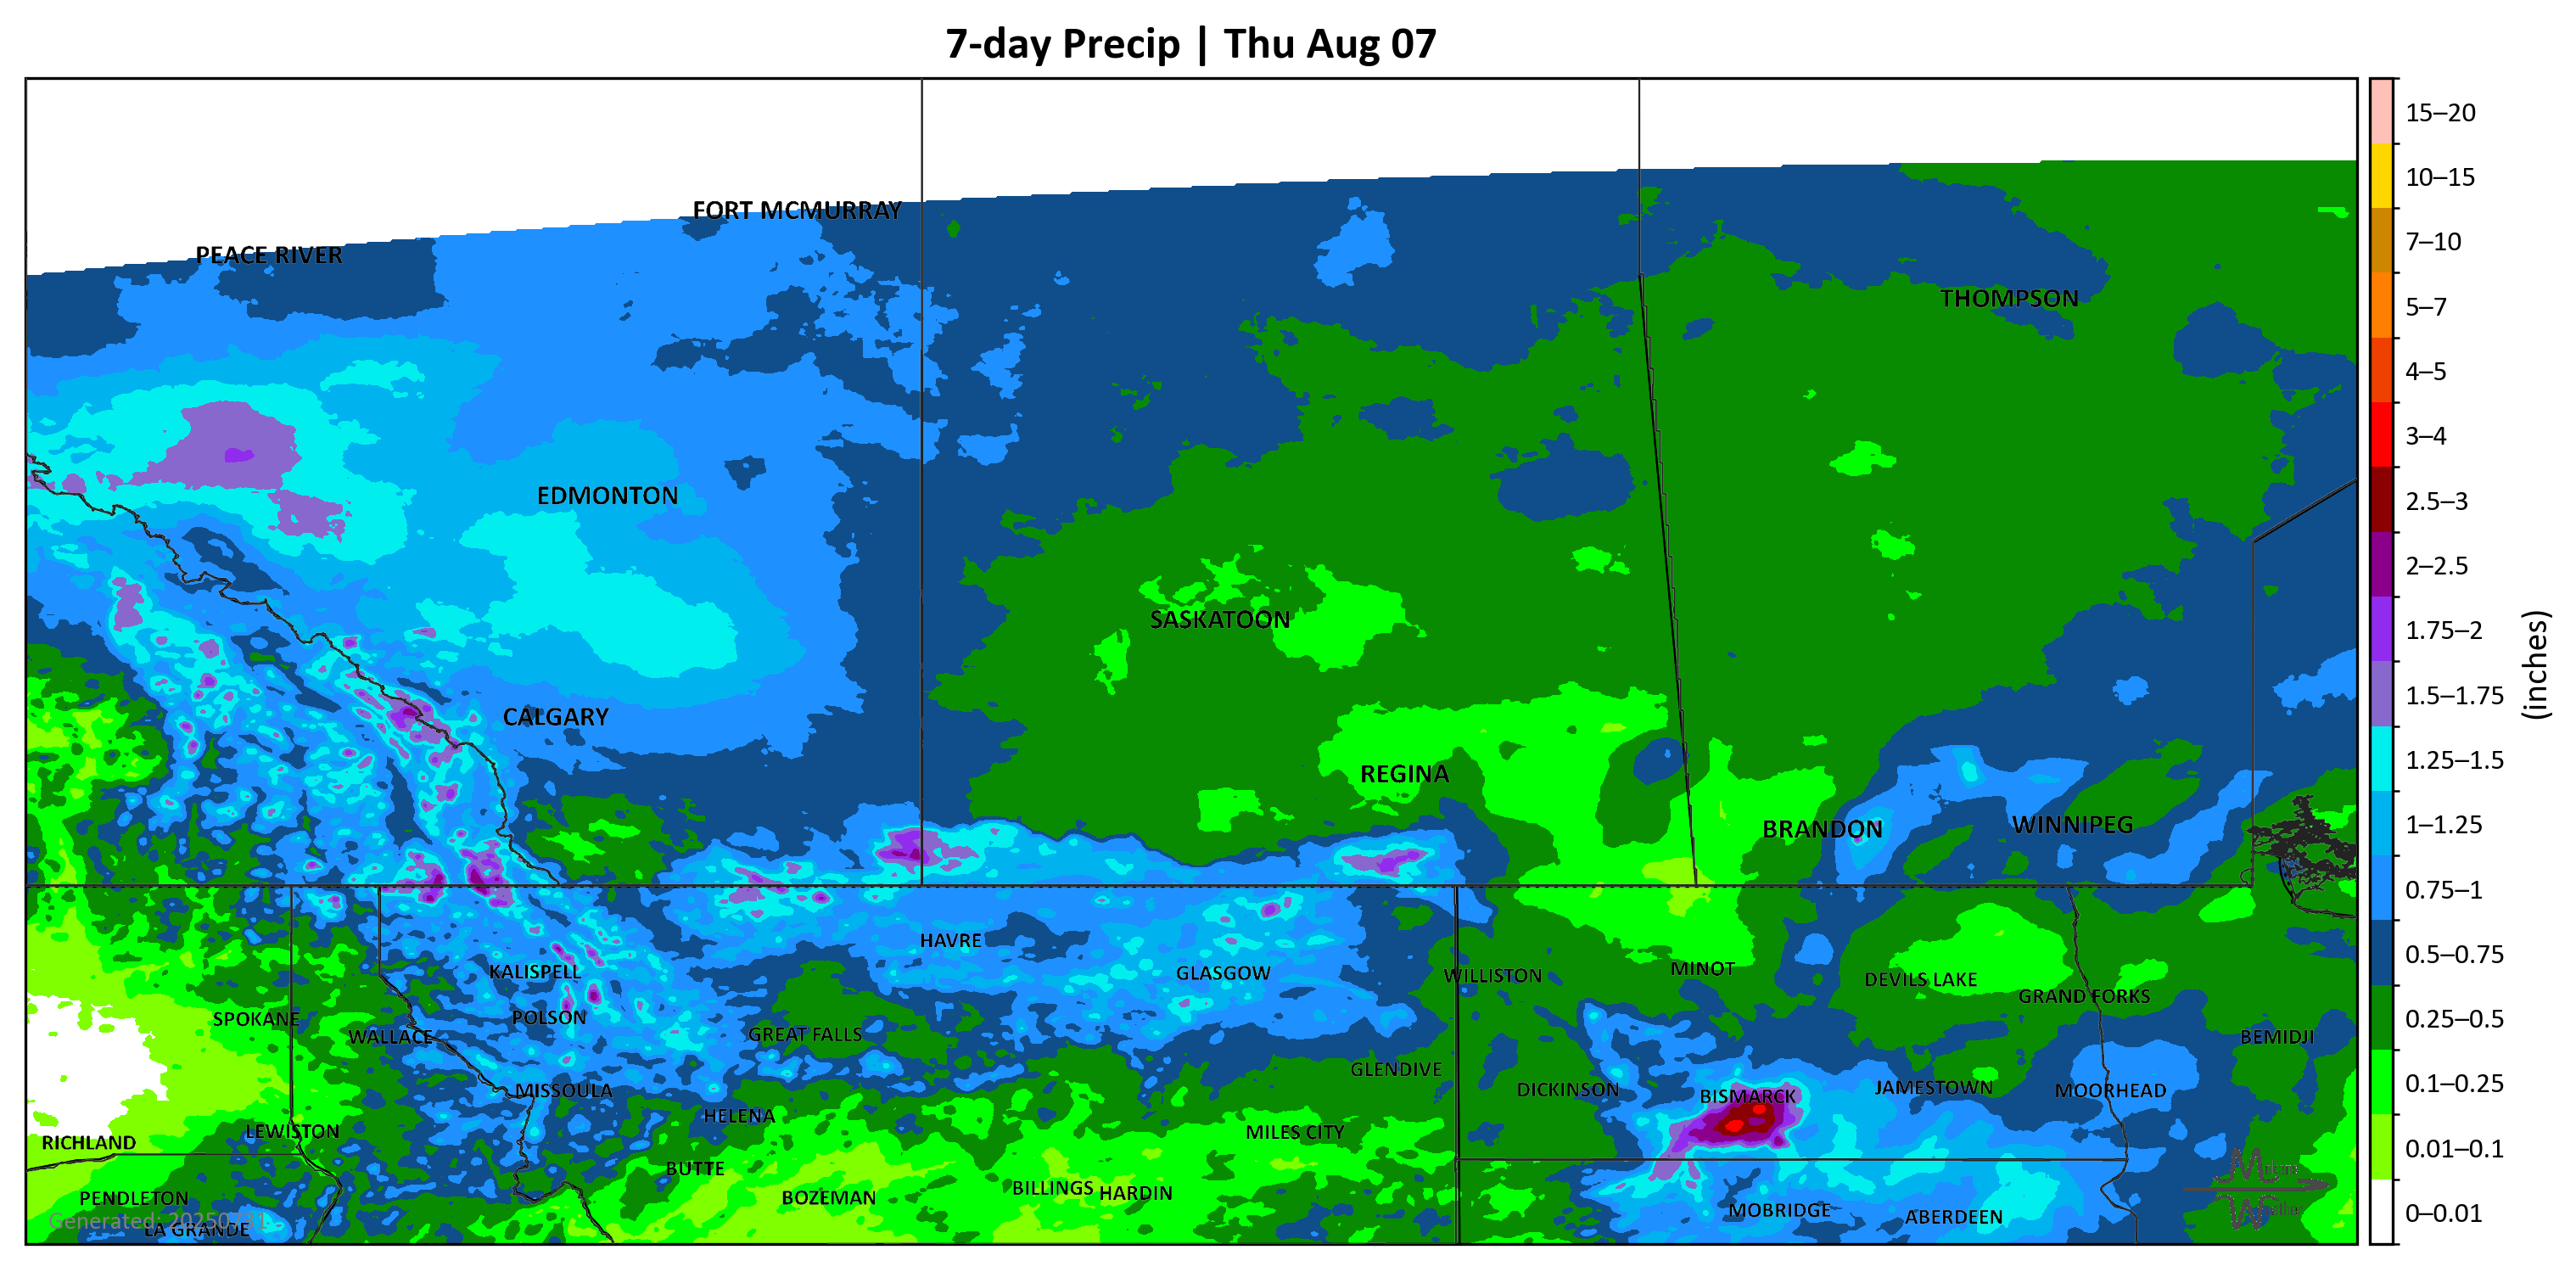 7-day Precip | Thu Aug 07
FORT MCMURRAY
PEACE RIVER
THOMPSON
EDMONTON
SASKATOON
CALGARY
REGINA
BRANDON
WINNIPEG
HAVRE
KALISPELL
GLASGOW
WILLISTON
MINOT
DEVILS LAKE
GRAND FORKS
SPOKANE
POLSON
WALLACE
GREAT FALLS
BEMIDJI
GLENDIVE
MISSOULA
DICKINSON
BISMARCK
JAMESTOWN
MOORHEAD
HELENA
LEWISTON
MILES CITY
RICHLAND
BUTTE
PENDLETON
BOZEMAN
BILLINGS
HARDIN
MOBRIDGE
ABERDEEN
Generated: 20250731
LA GRANDE
15–20
10–15
7–10
5–7
4–5
3–4
2.5–3
2–2.5
1.75–2
1.5–1.75
1.25–1.5
1–1.25
0.75–1
0.5–0.75
0.25–0.5
0.1–0.25
0.01–0.1
0–0.01
(inches)